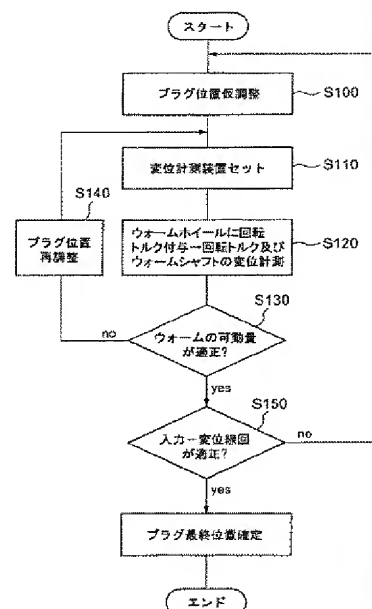 スタート
プラグ位置仮調整
S100
変位計測装置セット
S110
S140
プラグ位置
再調整
ウォームホイールに回転
トルク付与一回転トルク及び
ウォームシャフトの変位計測
S120
S130
ウォームの可動量
が適正?
no
yes
S150
入力ー変位線図
が適正?
no
yes
プラグ最終位置確定
エンド